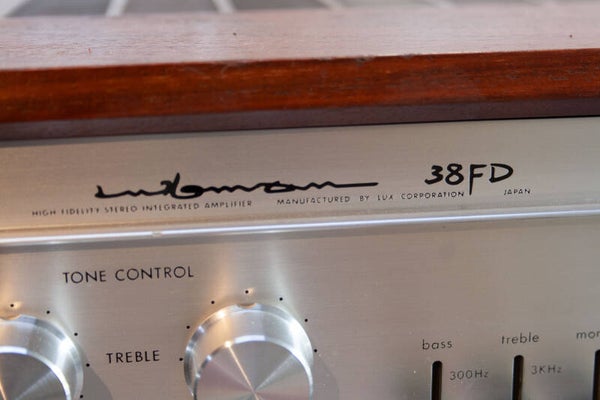 Luxman 38FD
HIGH FIDELITY STEREO INTEGRATED AMPLIFIER MANUFACTURED BY LUX CORPORATION JAPAN
TONE CONTROL
bass treble
TREBLE 300Hz 3KHz